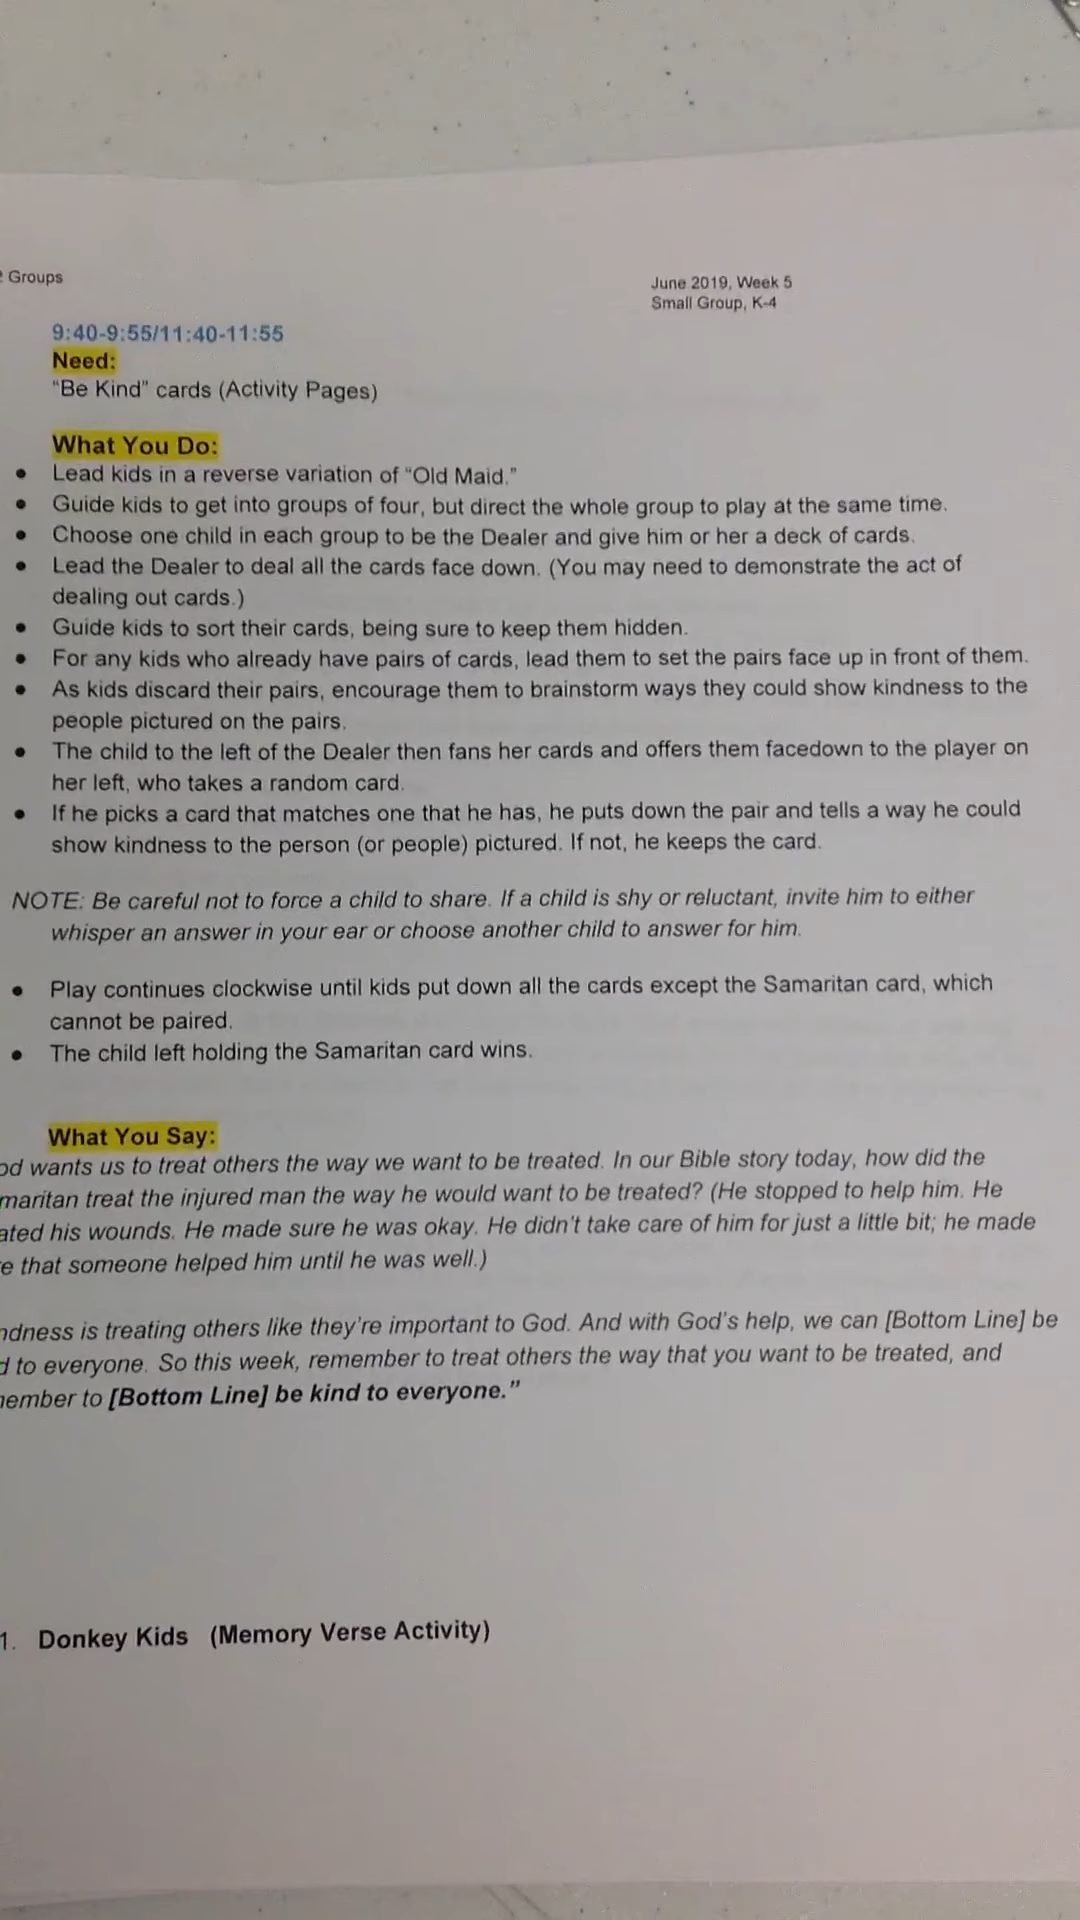 Groups
June 2019, Week 5
Small Group, K-4
9:40-9:55/11:40-11:55
Need:
"Be Kind" cards (Activity Pages)
What You Do:
• Lead kids in a reverse variation of "Old Maid."
• Guide kids to get into groups of four, but direct the whole group to play at the same time.
• Choose one child in each group to be the Dealer and give him or her a deck of cards.
• Lead the Dealer to deal all the cards face down. (You may need to demonstrate the act of
dealing out cards.)
• Guide kids to sort their cards, being sure to keep them hidden.
• For any kids who already have pairs of cards, lead them to set the pairs face up in front of them.
• As kids discard their pairs, encourage them to brainstorm ways they could show kindness to the
people pictured on the pairs.
• The child to the left of the Dealer then fans her cards and offers them facedown to the player on
her left, who takes a random card.
• If he picks a card that matches one that he has, he puts down the pair and tells a way he could
show kindness to the person (or people) pictured. If not, he keeps the card.
NOTE: Be careful not to force a child to share. If a child is shy or reluctant, invite him to either
whisper an answer in your ear or choose another child to answer for him.
• Play continues clockwise until kids put down all the cards except the Samaritan card, which
cannot be paired.
• The child left holding the Samaritan card wins.
What You Say:
od wants us to treat others the way we want to be treated. In our Bible story today, how did the
maritan treat the injured man the way he would want to be treated? (He stopped to help him. He
ated his wounds. He made sure he was okay. He didn't take care of him for just a little bit; he made
e that someone helped him until he was well.)
ndness is treating others like they're important to God. And with God's help, we can [Bottom Line] be
d to everyone. So this week, remember to treat others the way that you want to be treated, and
ember to [Bottom Line] be kind to everyone."
1. Donkey Kids (Memory Verse Activity)